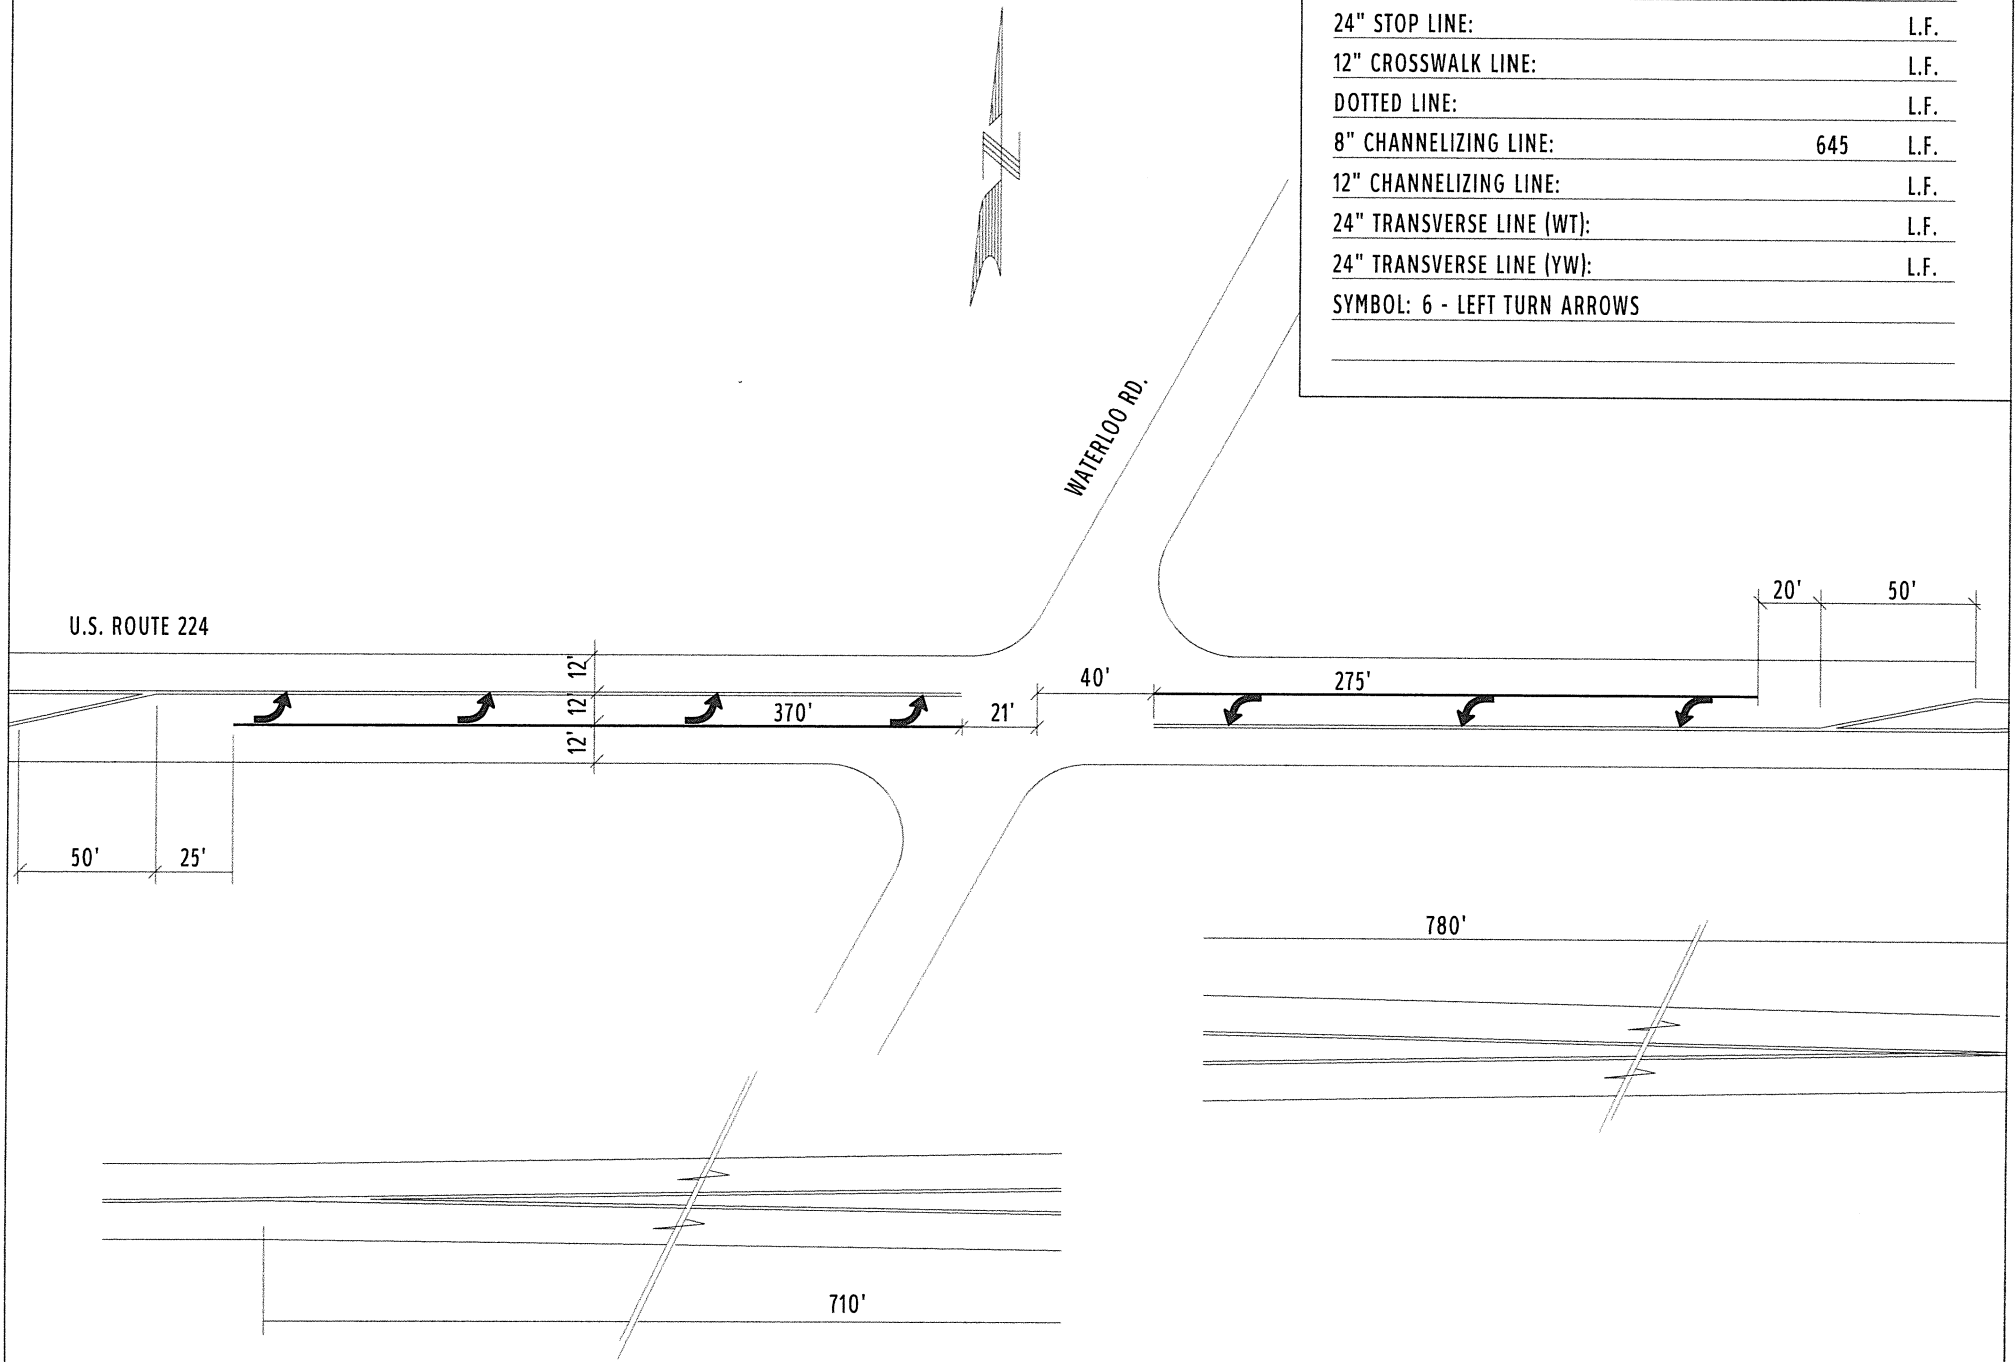 24" STOP LINE: L.F.
12" CROSSWALK LINE: L.F.
DOTTED LINE: L.F.
8" CHANNELIZING LINE: 645 L.F.
12" CHANNELIZING LINE: L.F.
24" TRANSVERSE LINE (WT): L.F.
24" TRANSVERSE LINE (YW): L.F.
SYMBOL: 6 - LEFT TURN ARROWS
WATERLOO RD.
U.S. ROUTE 224
20' 50'
12'
12'
12'
370'
21'
40'
275'
50' 25'
780'
710'